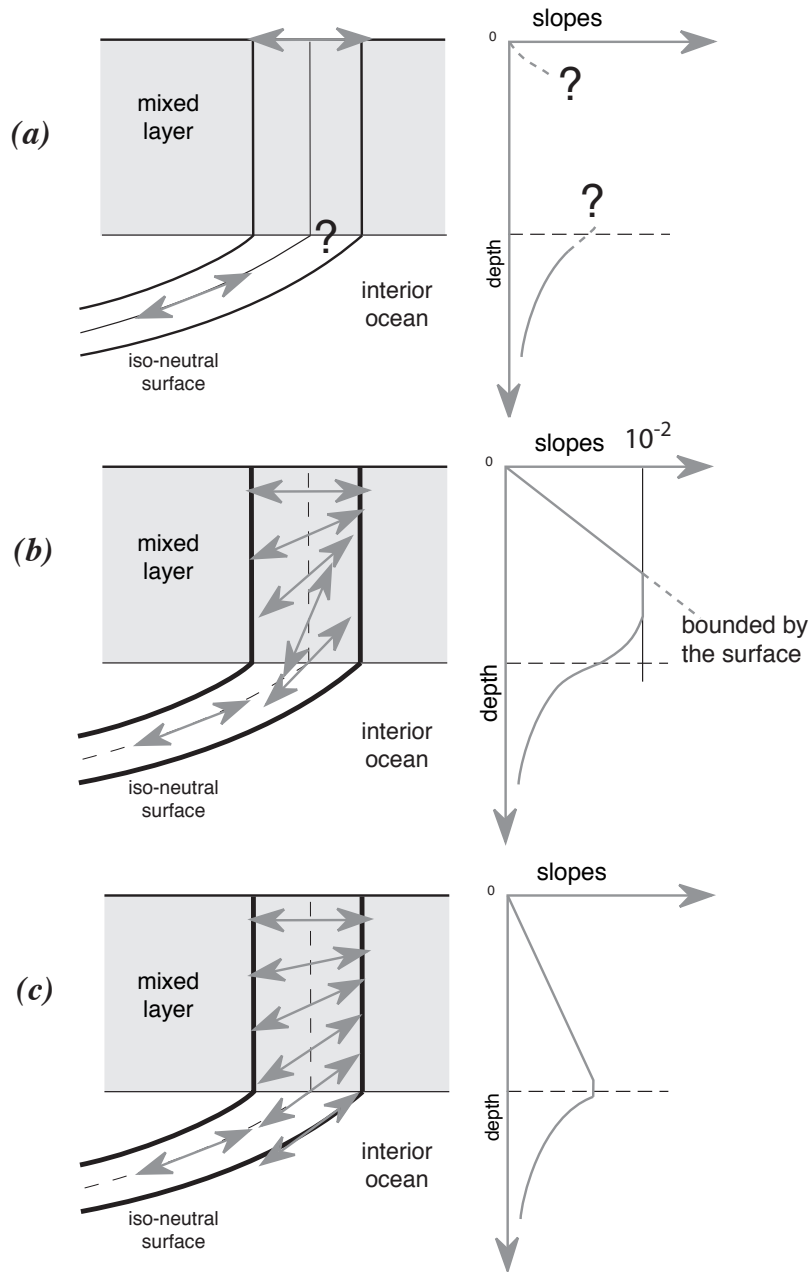 (a)
mixed
layer
?
interior
ocean
iso-neutral
surface
slopes
0
?
?
depth
(b)
mixed
layer
interior
ocean
iso-neutral
surface
slopes
10-2
0
bounded by
the surface
depth
(c)
mixed
layer
interior
ocean
iso-neutral
surface
slopes
0
depth